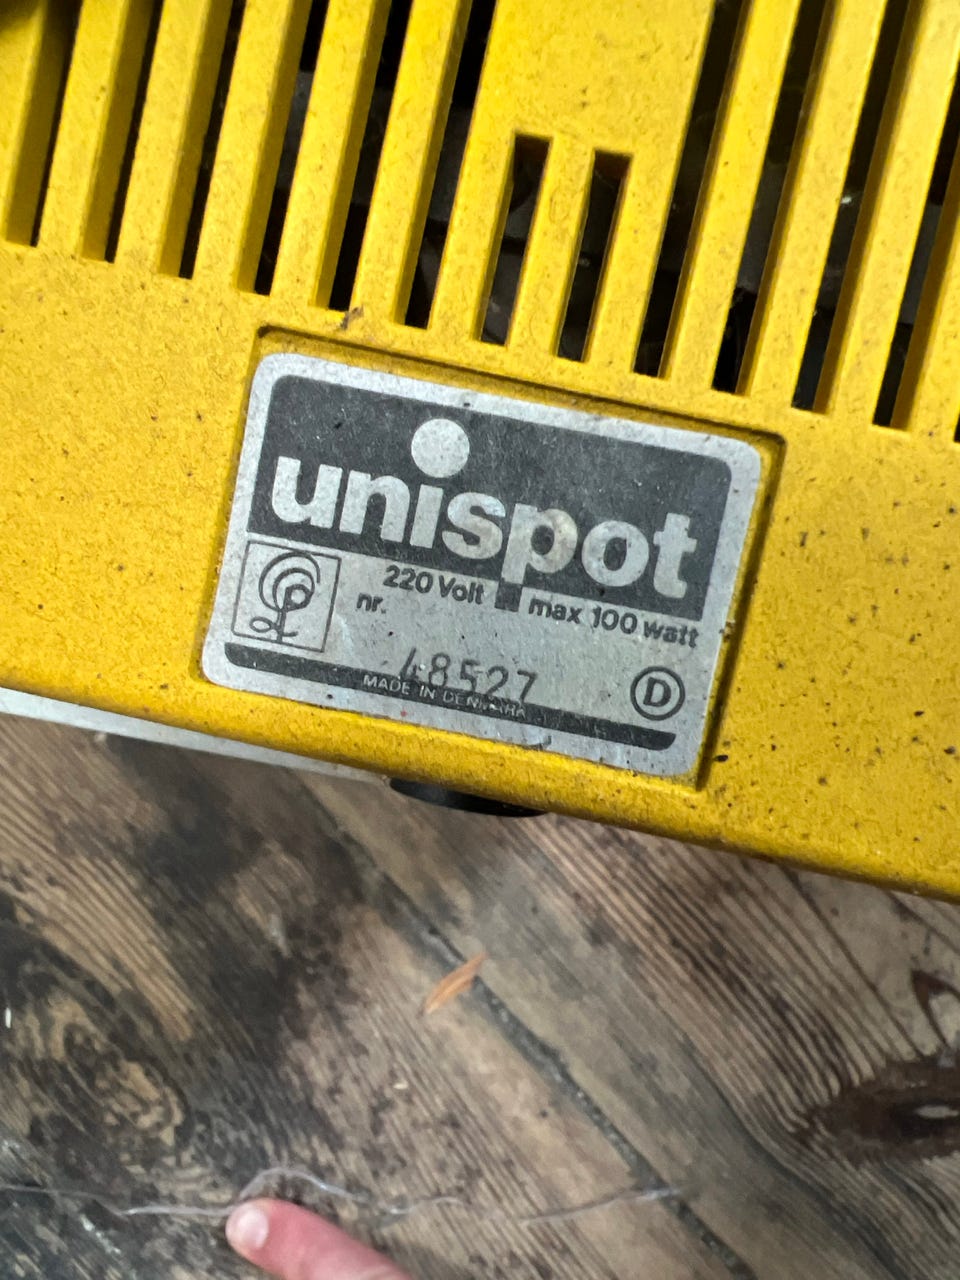 unispot
220 Volt max 100 watt
nr.
48527
D
MADE IN DENMARK